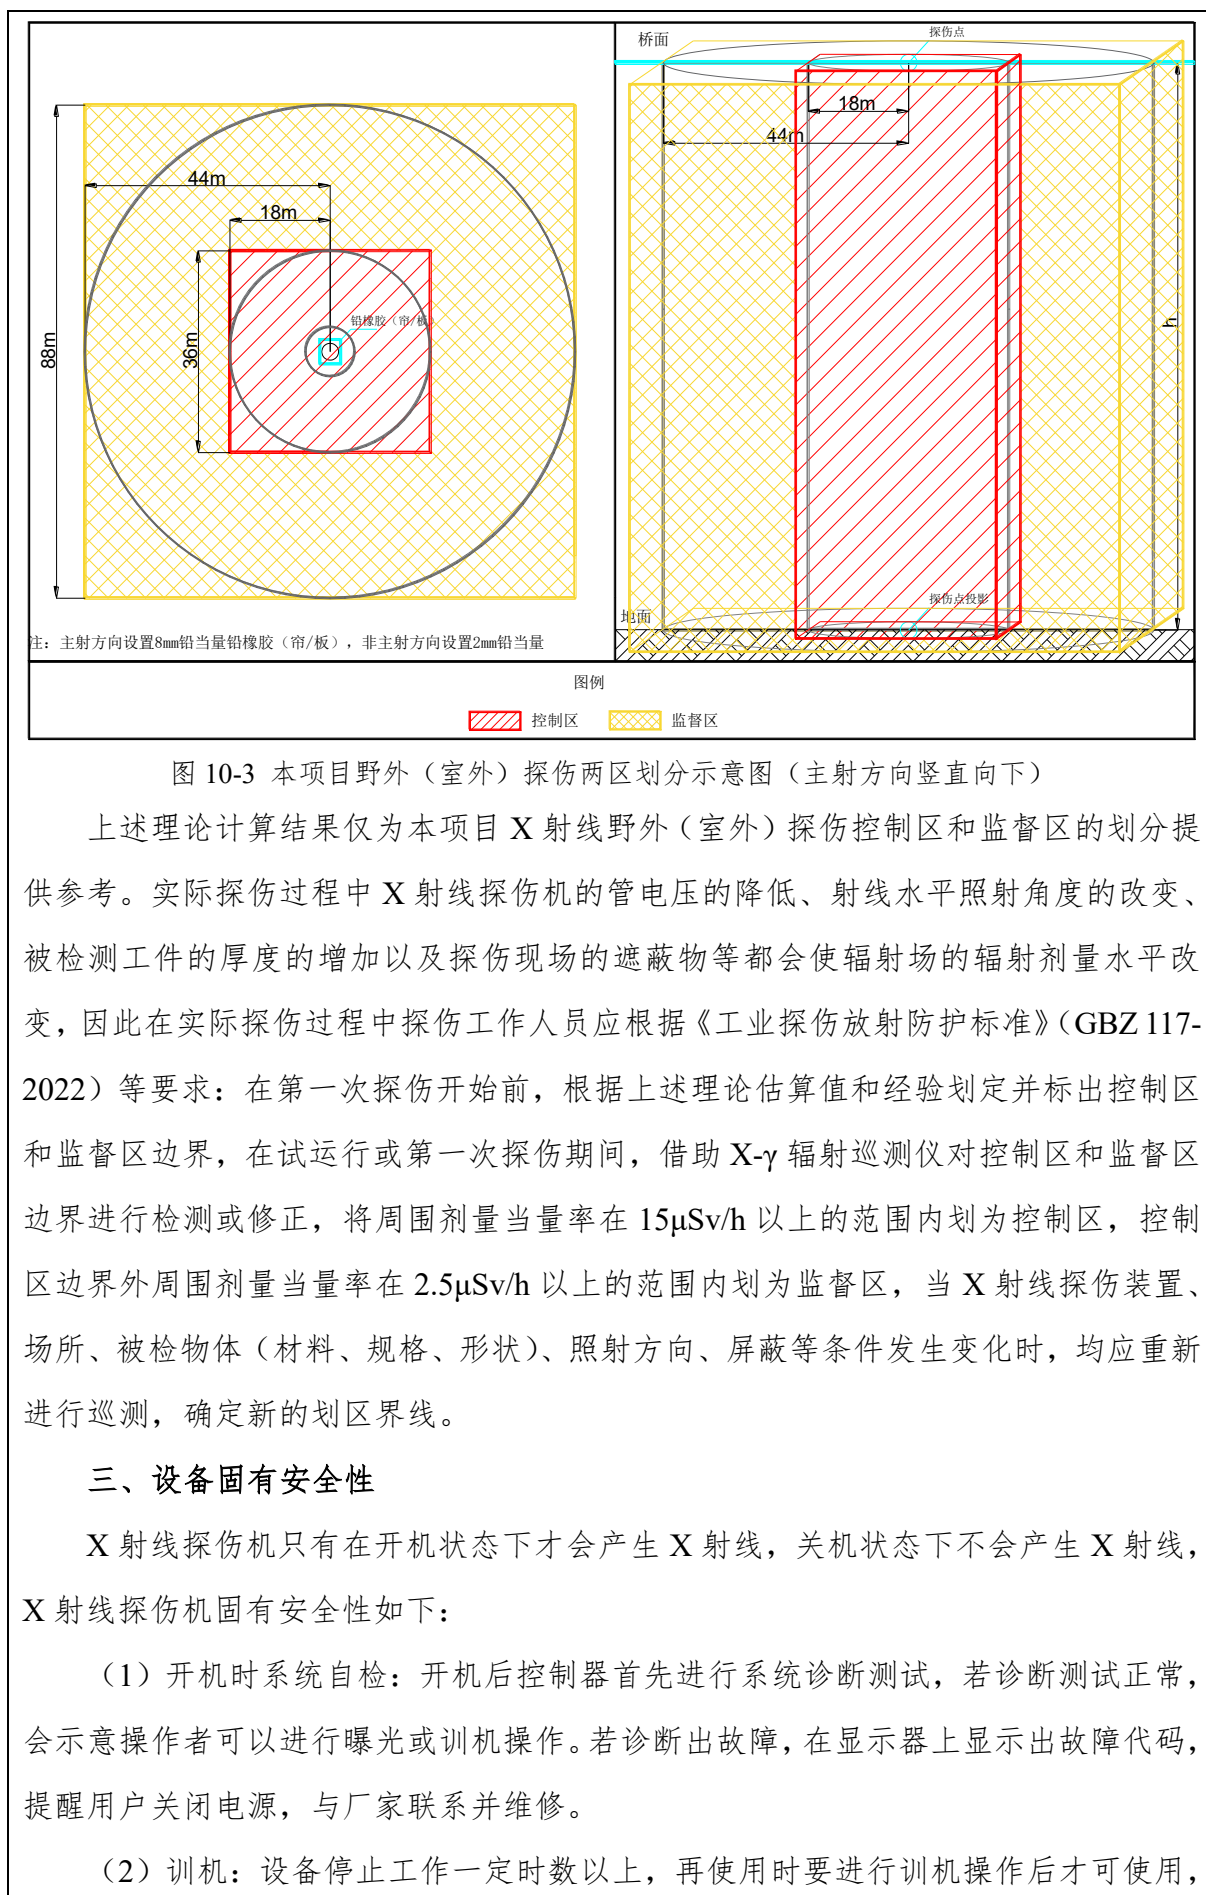 44m
18m
88m
36m
铅橡胶（帘/板）
注：主射方向设置8mm铅当量铅橡胶（帘/板），非主射方向设置2mm铅当量
桥面
探伤点
18m
44m
h
地面
探伤点投影
图例
控制区 监督区
图 10-3 本项目野外（室外）探伤两区划分示意图（主射方向竖直向下）
上述理论计算结果仅为本项目 X 射线野外（室外）探伤控制区和监督区的划分提
供参考。实际探伤过程中 X 射线探伤机的管电压的降低、射线水平照射角度的改变、
被检测工件的厚度的增加以及探伤现场的遮蔽物等都会使辐射场的辐射剂量水平改
变，因此在实际探伤过程中探伤工作人员应根据《工业探伤放射防护标准》（GBZ 117-
2022）等要求：在第一次探伤开始前，根据上述理论估算值和经验划定并标出控制区
和监督区边界，在试运行或第一次探伤期间，借助 X-γ 辐射巡测仪对控制区和监督区
边界进行检测或修正，将周围剂量当量率在 15μSv/h 以上的范围内划为控制区，控制
区边界外周围剂量当量率在 2.5μSv/h 以上的范围内划为监督区，当 X 射线探伤装置、
场所、被检物体（材料、规格、形状）、照射方向、屏蔽等条件发生变化时，均应重新
进行巡测，确定新的划区界线。
三、设备固有安全性
X 射线探伤机只有在开机状态下才会产生 X 射线，关机状态下不会产生 X 射线，
X 射线探伤机固有安全性如下：
（1）开机时系统自检：开机后控制器首先进行系统诊断测试，若诊断测试正常，
会示意操作者可以进行曝光或训机操作。若诊断出故障，在显示器上显示出故障代码，
提醒用户关闭电源，与厂家联系并维修。
（2）训机：设备停止工作一定时数以上，再使用时要进行训机操作后才可使用，